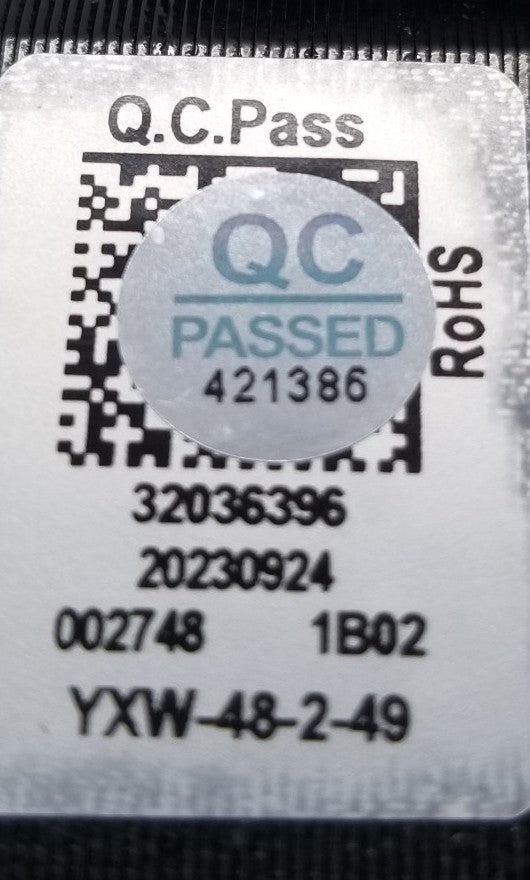 Q.C.Pass
QC
PASSED
421386
RoHS
32036396
20230924
002748 1B02
YXW-48-2-49